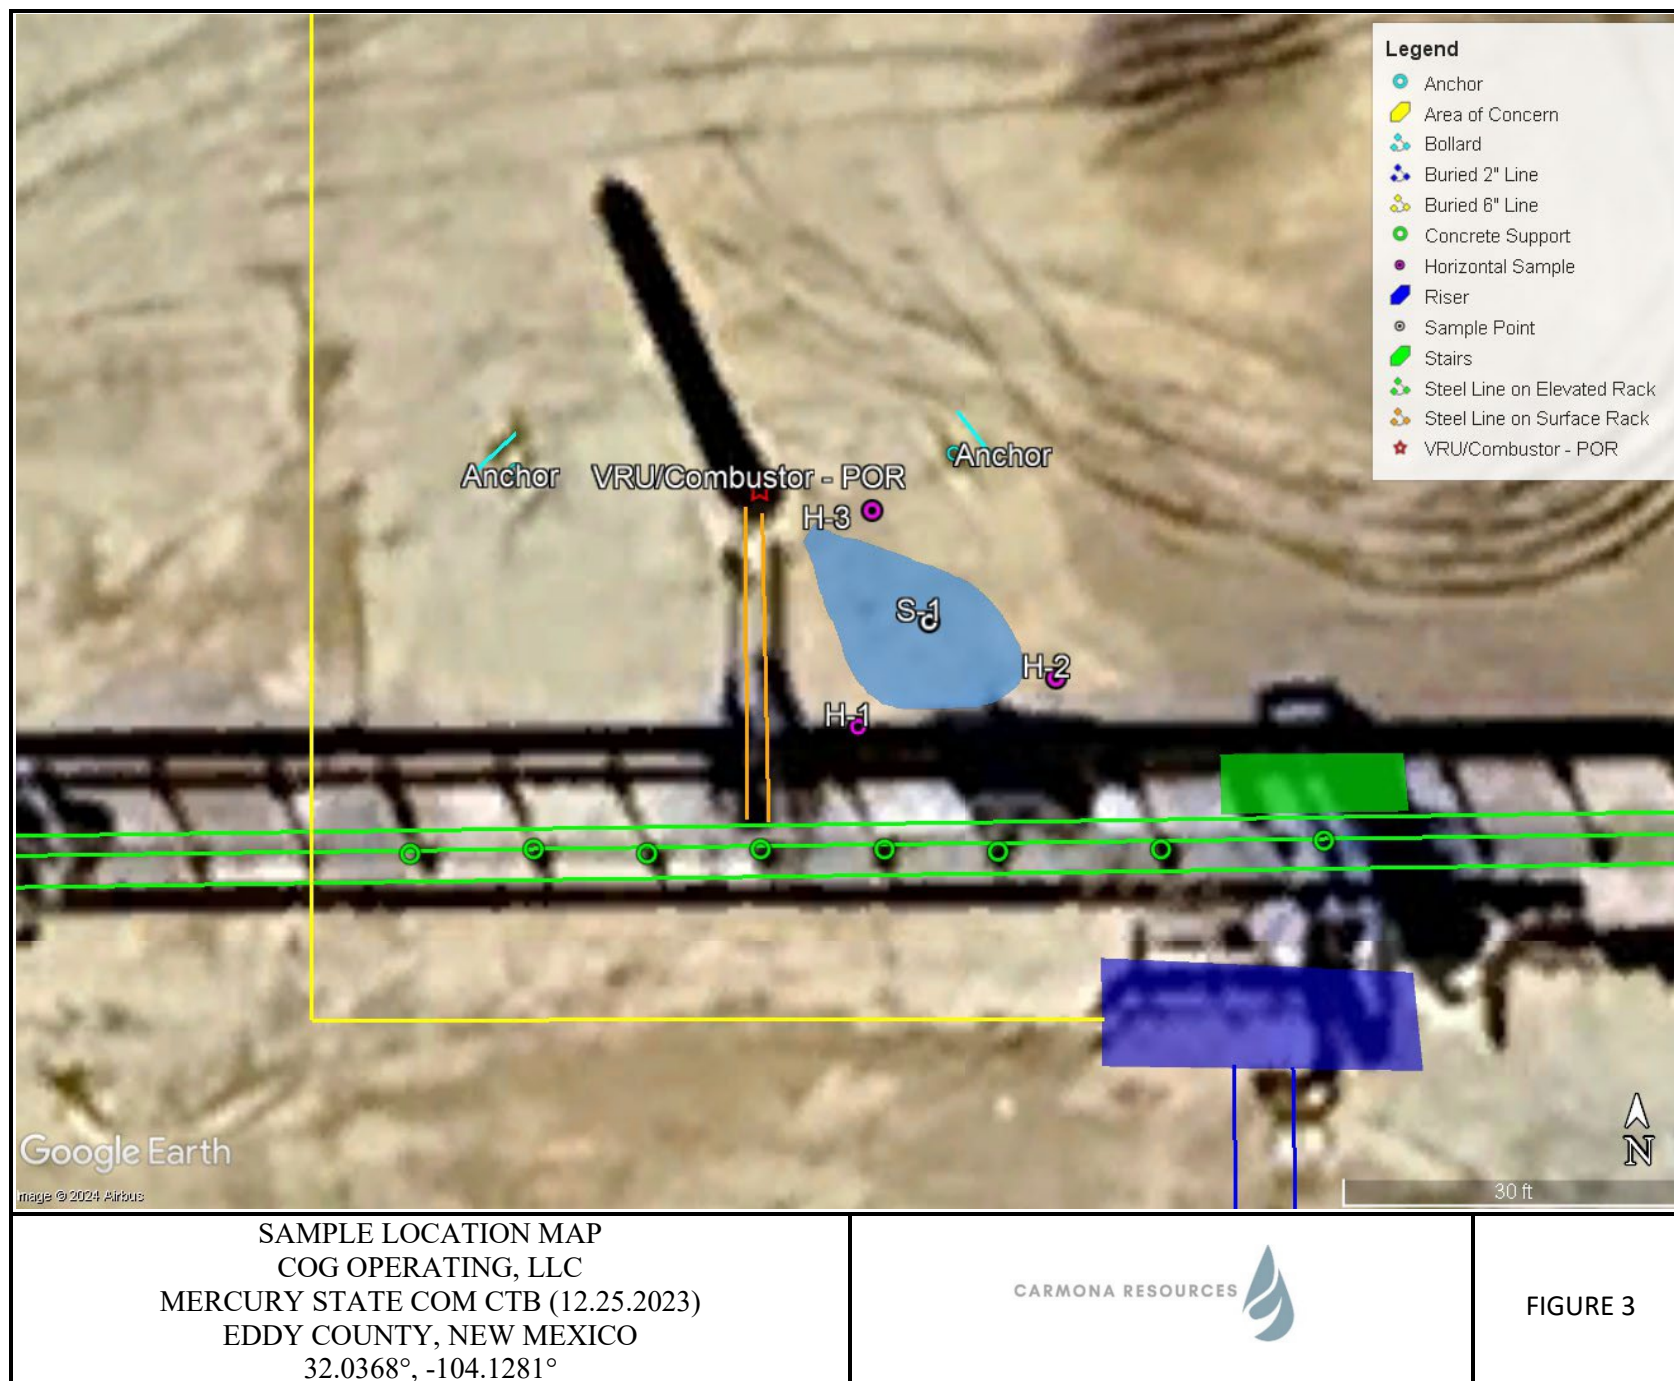 Legend
Anchor
Area of Concern
Bollard
Buried 2" Line
Buried 6" Line
Concrete Support
Horizontal Sample
Riser
Sample Point
Stairs
Steel Line on Elevated Rack
Steel Line on Surface Rack
VRU/Combustor - POR
Anchor
Anchor
VRU/Combustor - POR
H-3
S-1
H-2
H-1
Google Earth
mage © 2024 Airbus
N
30 ft
SAMPLE LOCATION MAP
COG OPERATING, LLC
MERCURY STATE COM CTB (12.25.2023)
EDDY COUNTY, NEW MEXICO
32.0368°, -104.1281°
CARMONA RESOURCES
FIGURE 3